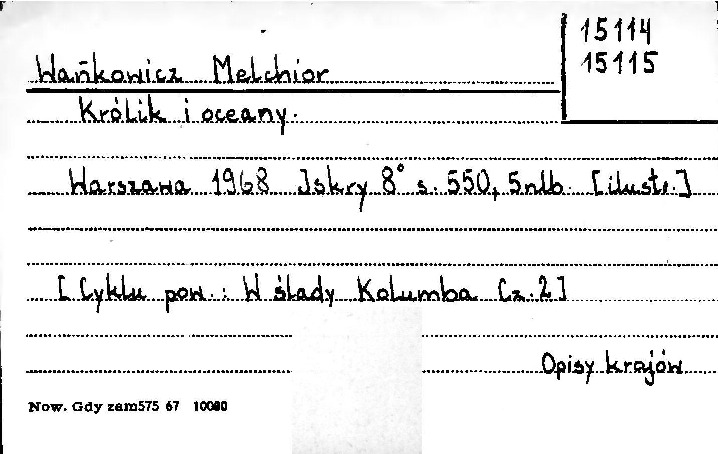 15114
15115
Wańkowicz Melchior
Królik i oceany.
Warszawa 1968 Iskry 8° s. 550, 5nlb. [ilustr.]
[Cyklu pow.: W ślady Kolumba Cz. 2]
Opisy krajów
Now. Gdy zam575 67 10000